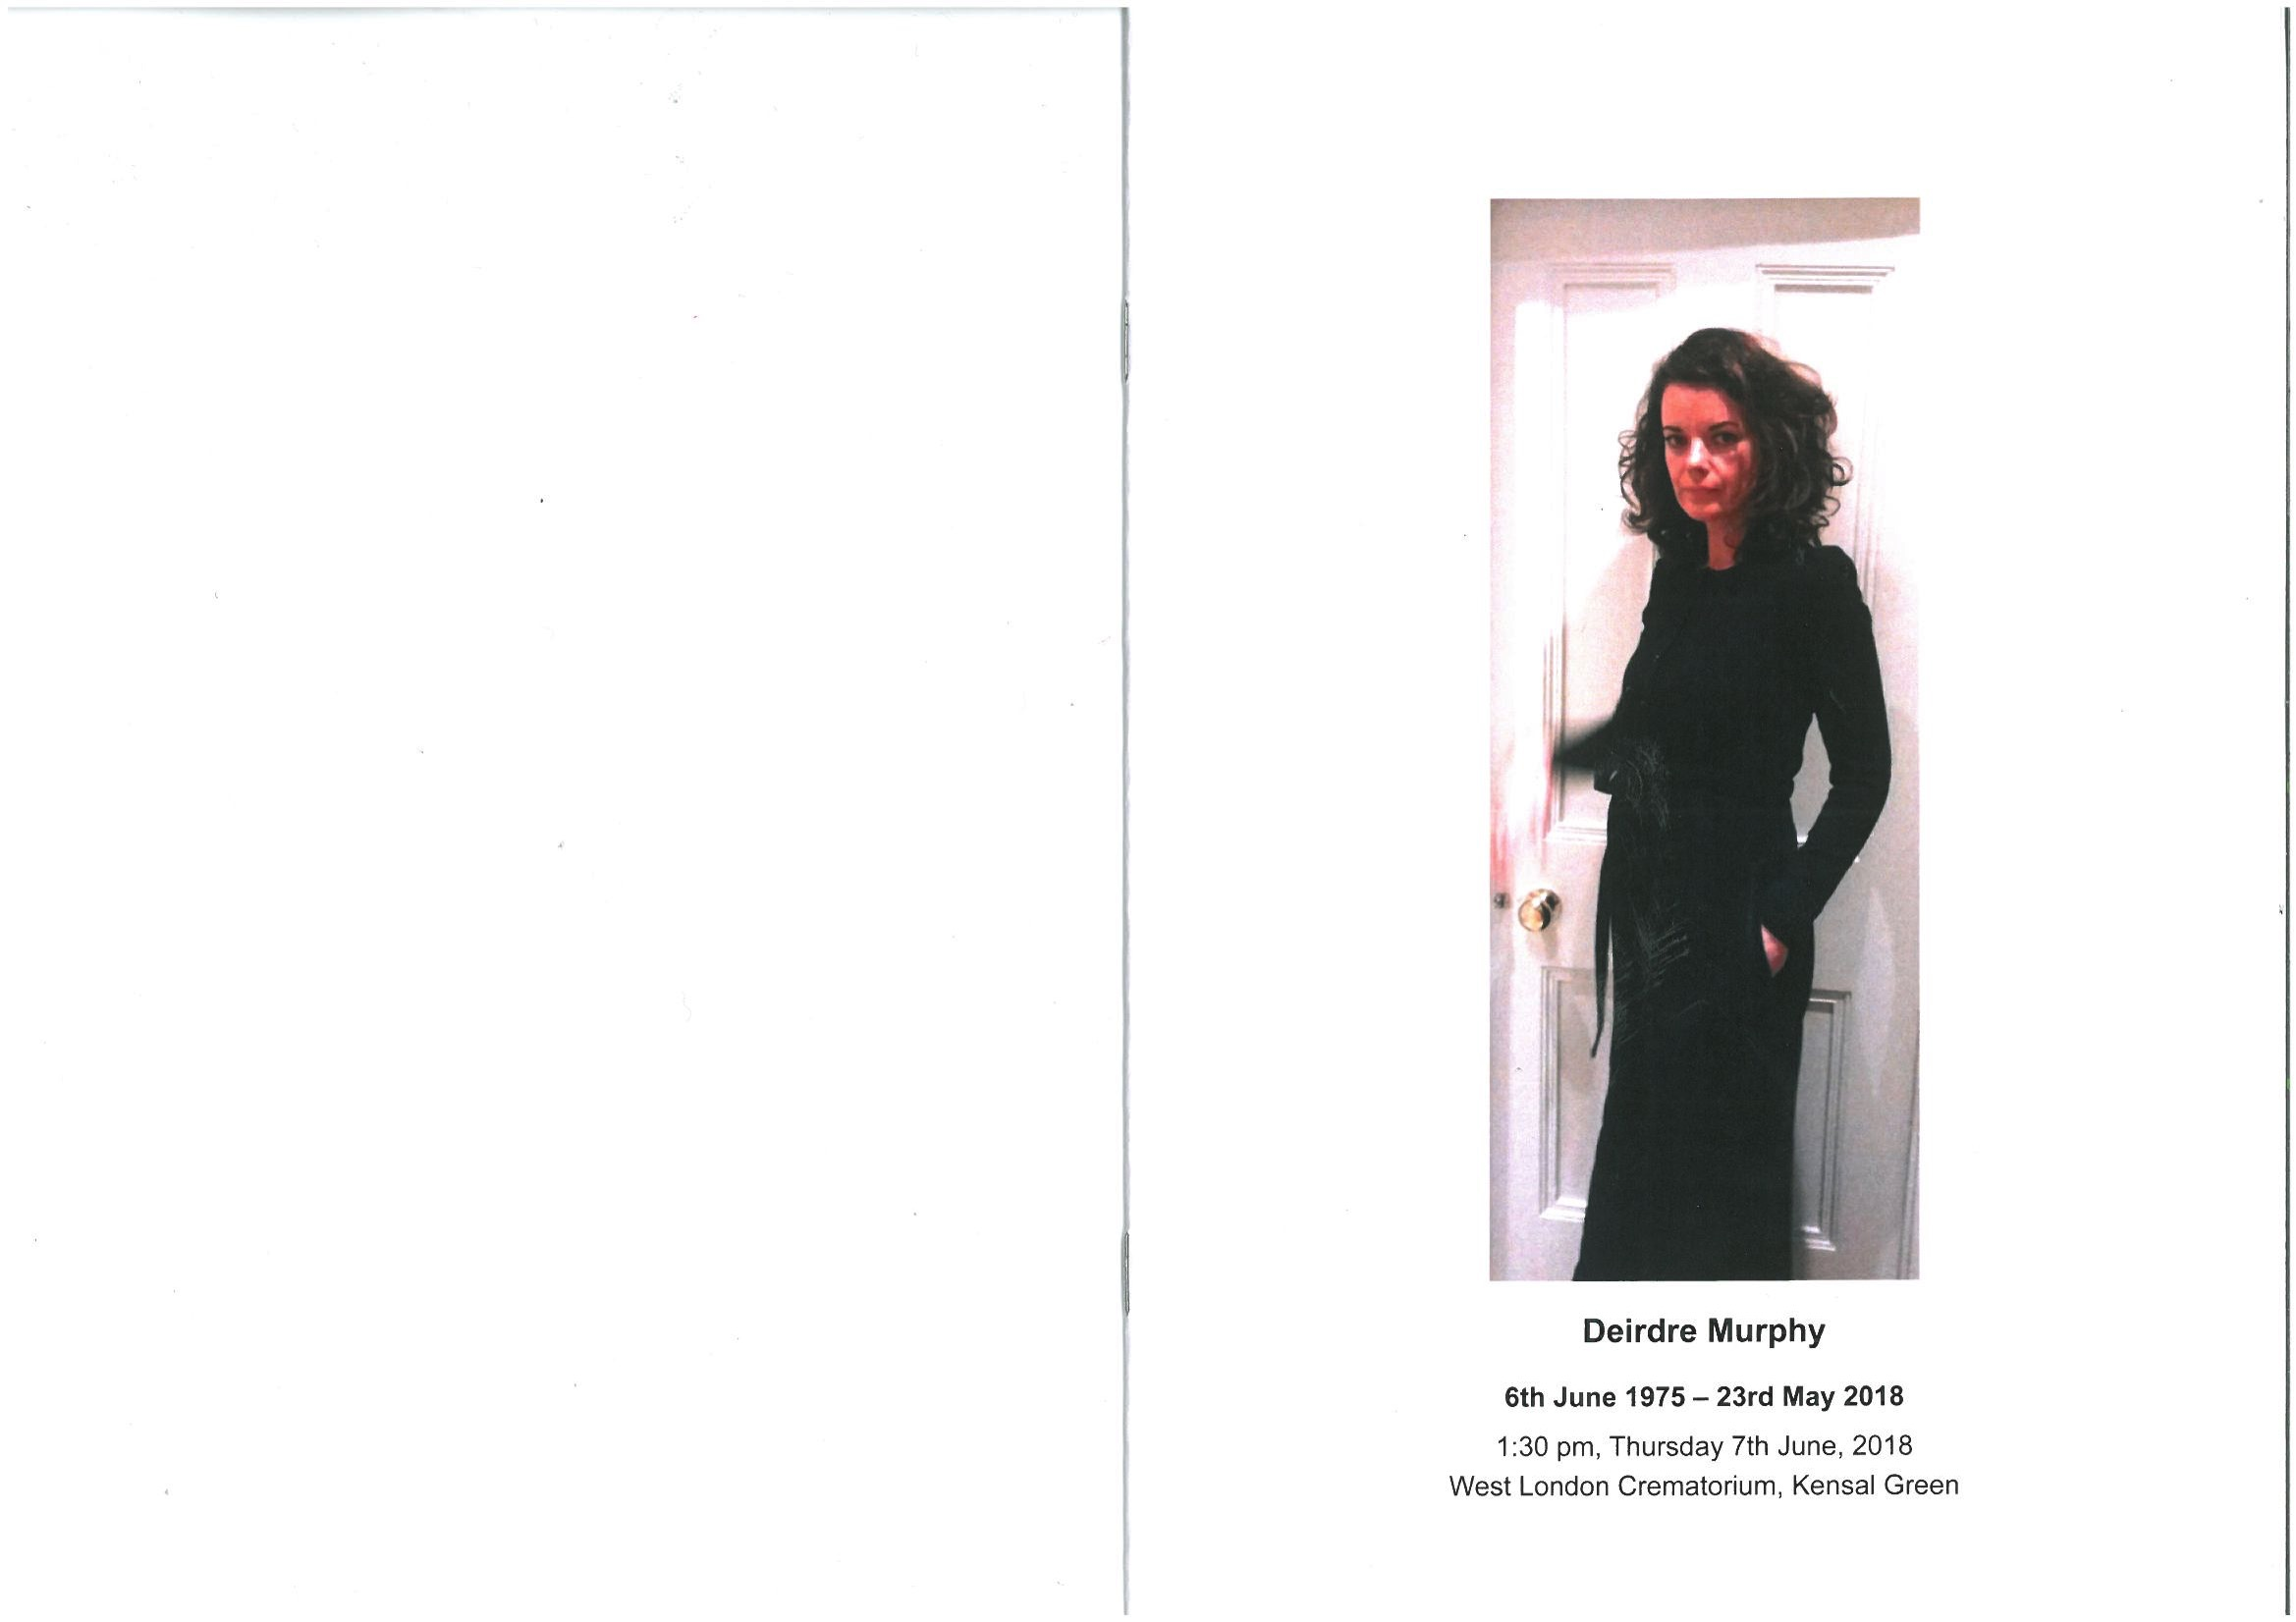 Deirdre Murphy
6th June 1975 – 23rd May 2018
1:30 pm, Thursday 7th June, 2018
West London Crematorium, Kensal Green